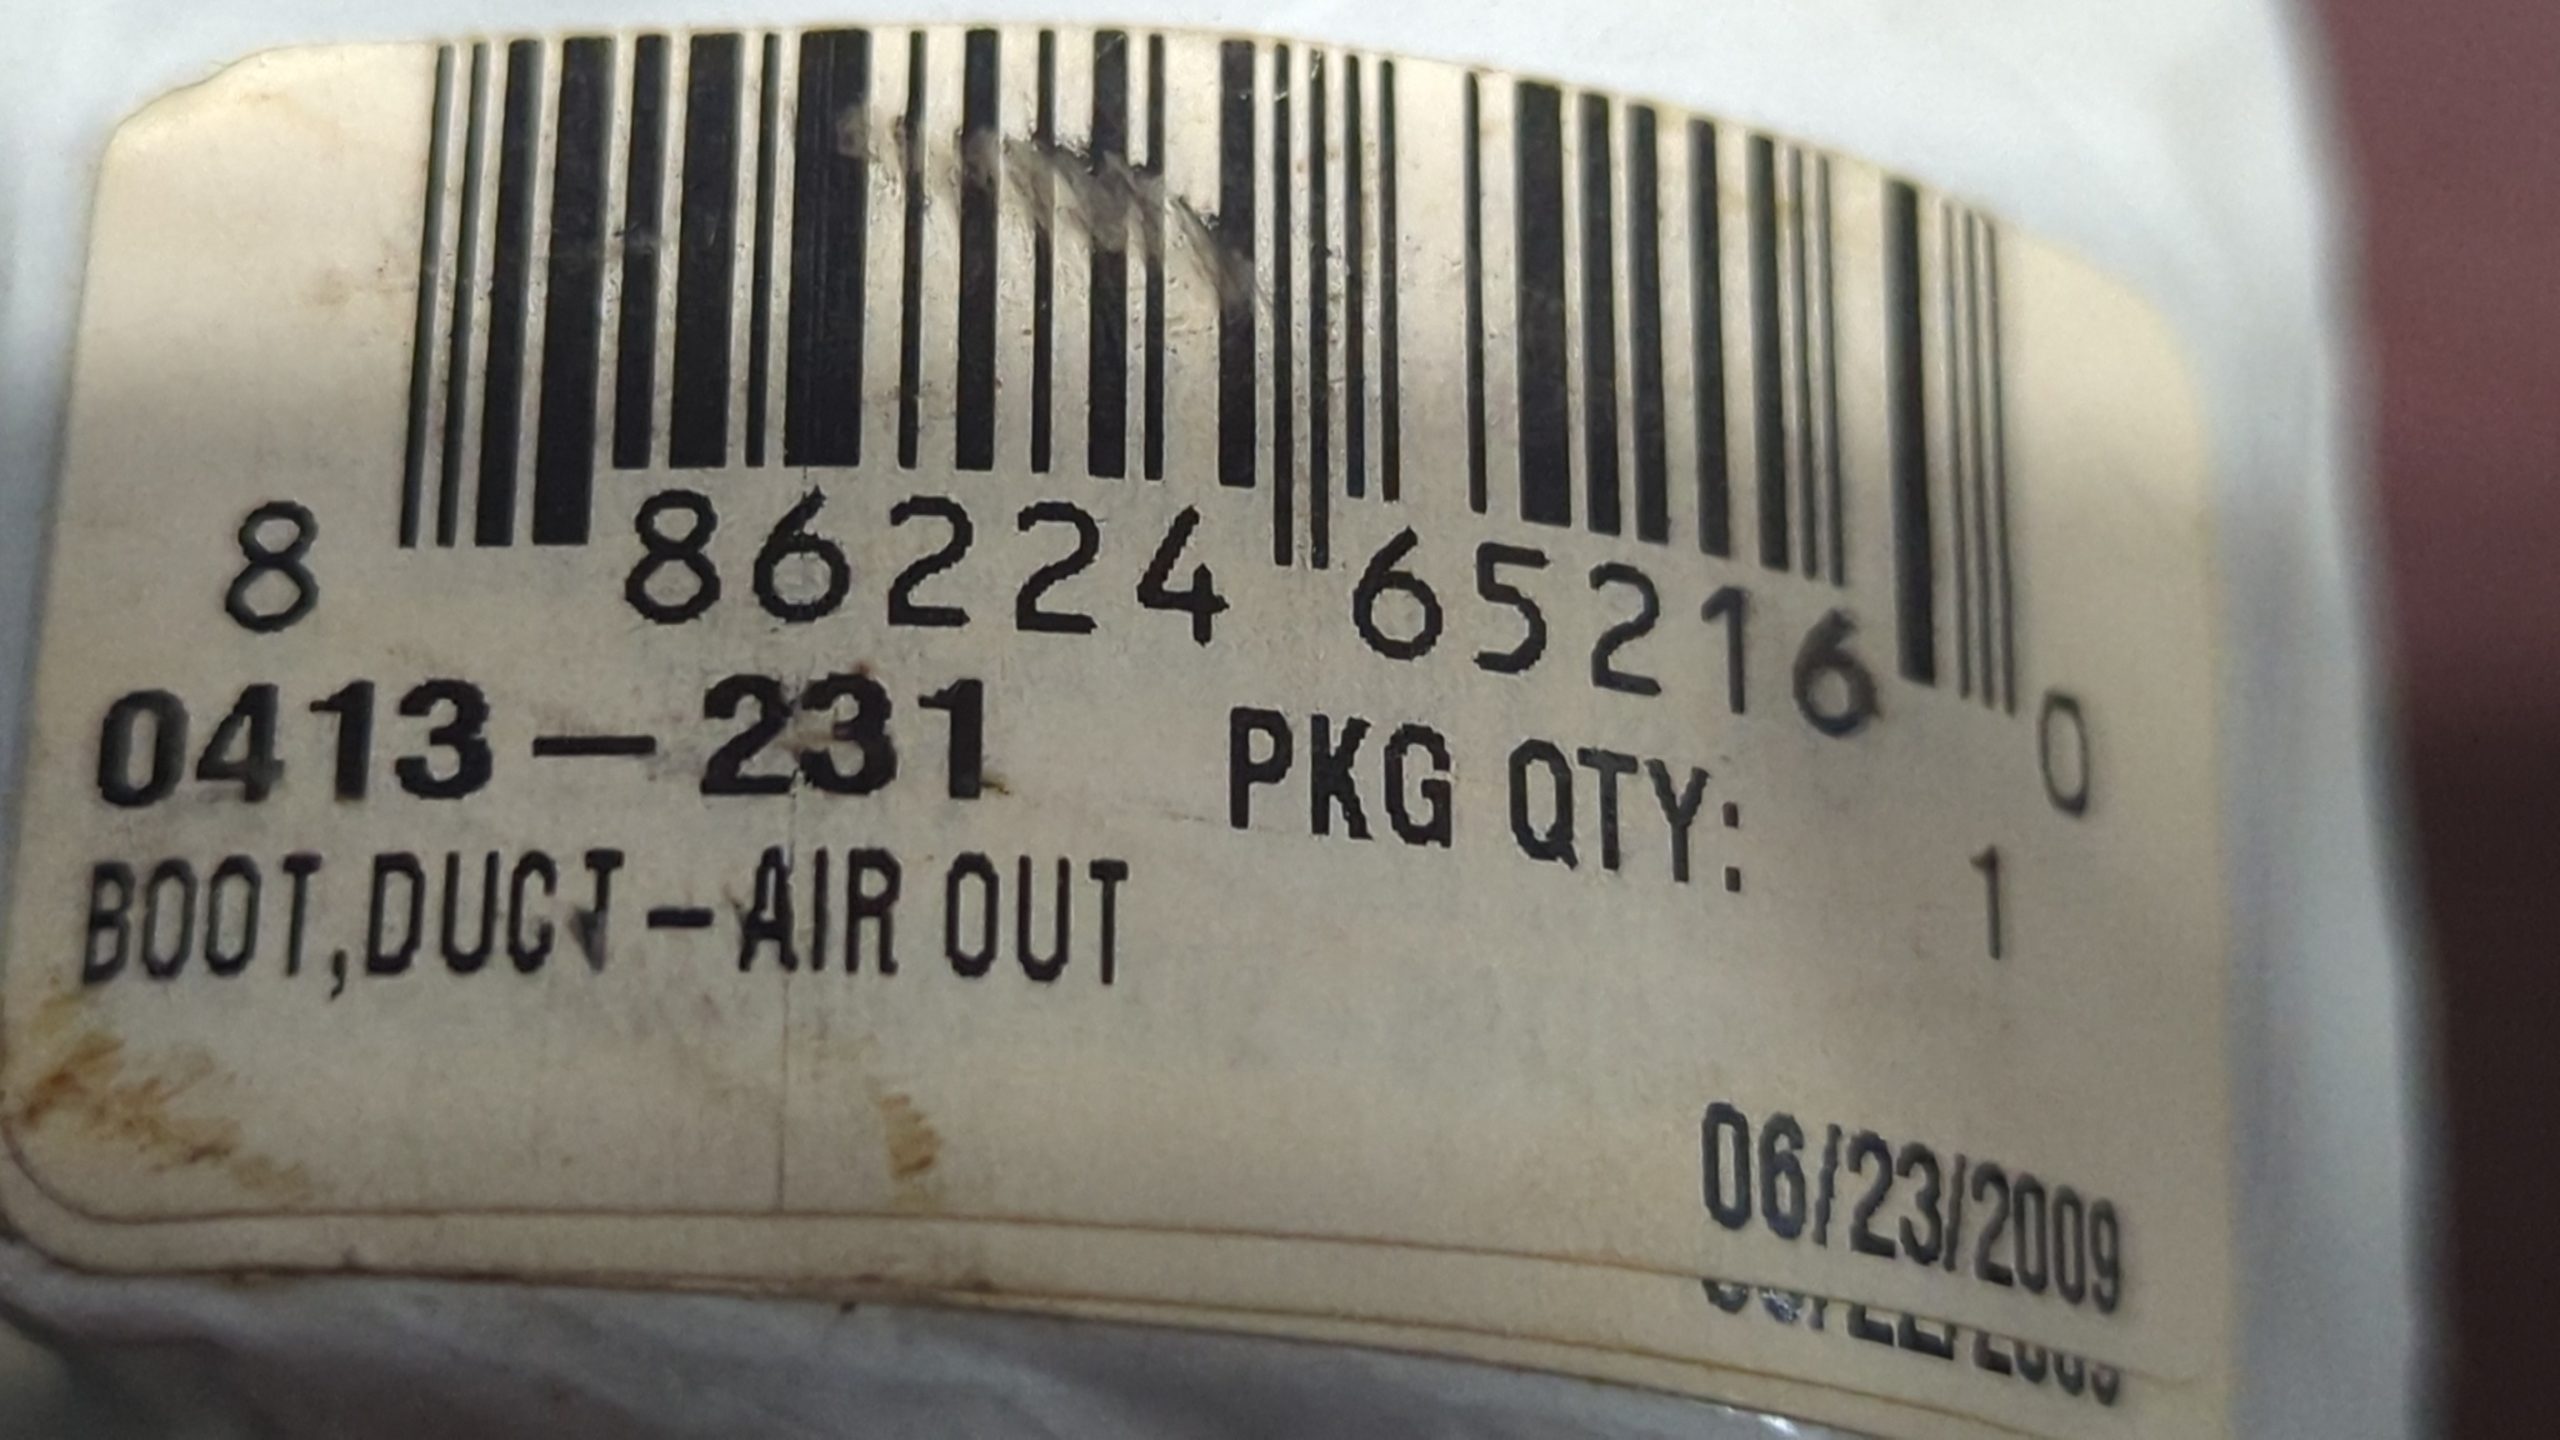 8 86224 65216 0
0413-231 PKG QTY: 1
BOOT,DUCT-AIR OUT
06/23/2009